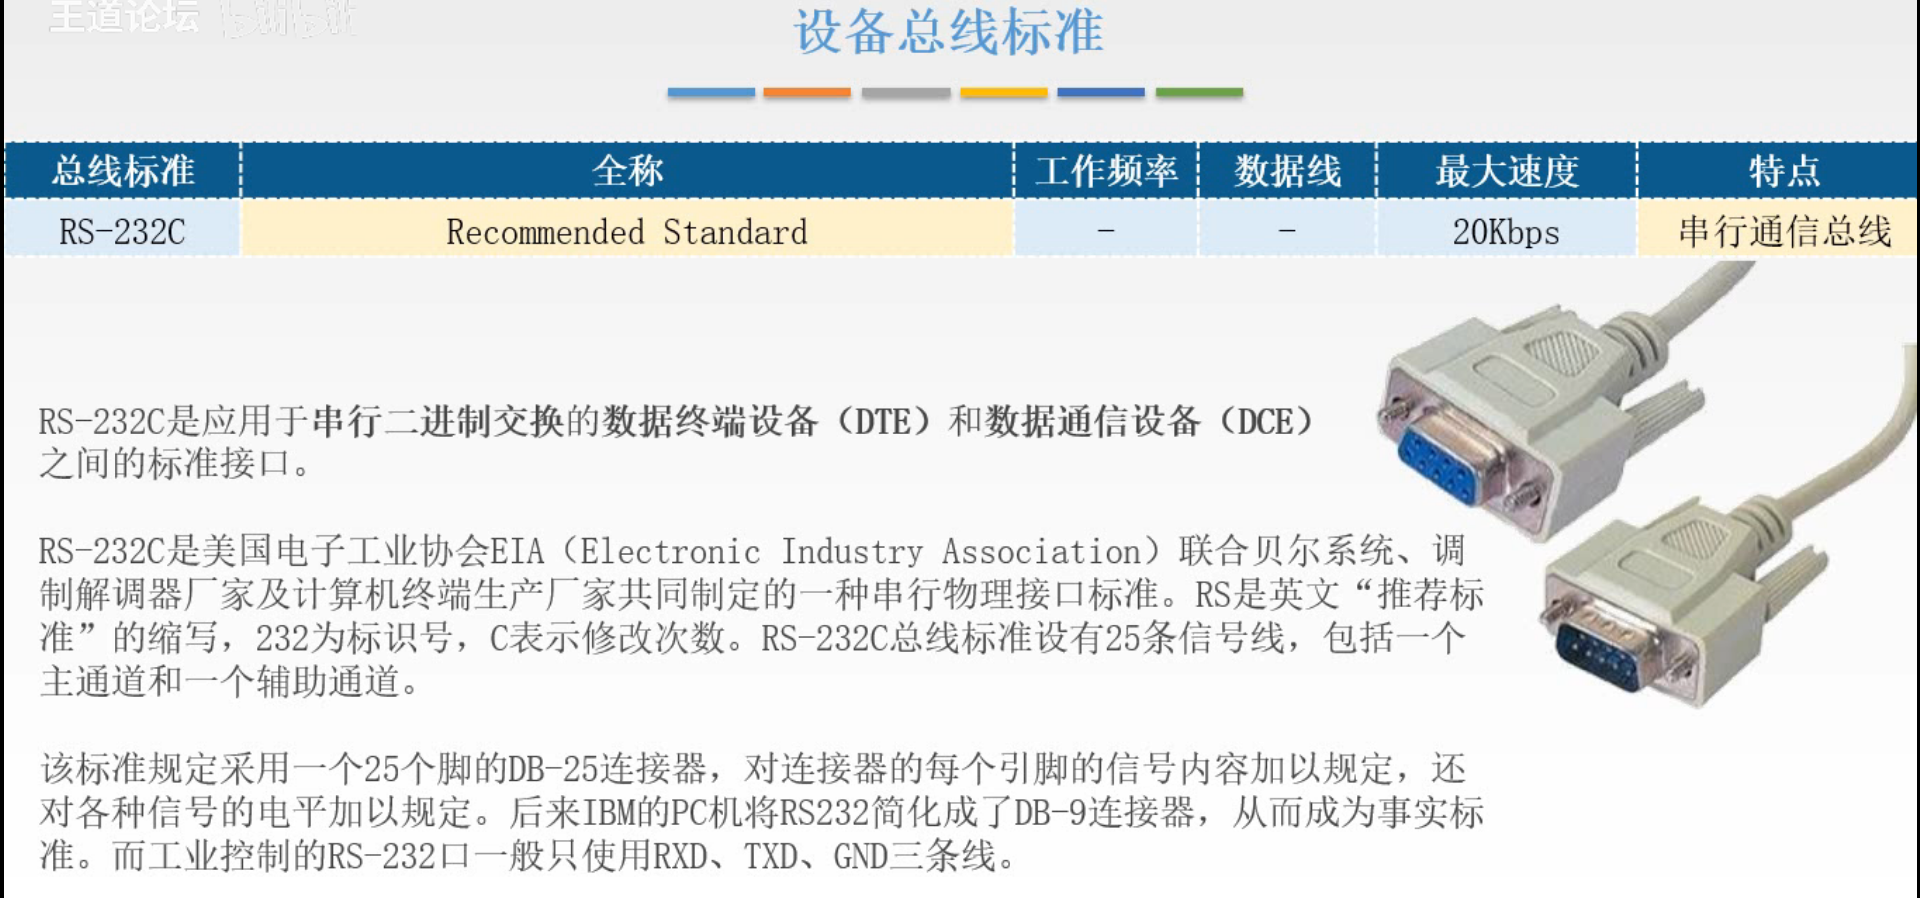 王道论坛 bilibili
设备总线标准
总线标准 全称 工作频率 数据线 最大速度 特点
RS-232C Recommended Standard - - 20Kbps 串行通信总线
RS-232C是应用于串行二进制交换的数据终端设备（DTE）和数据通信设备（DCE）
之间的标准接口。
RS-232C是美国电子工业协会EIA（Electronic Industry Association）联合贝尔系统、调
制解调器厂家及计算机终端生产厂家共同制定的一种串行物理接口标准。RS是英文“推荐标
准”的缩写，232为标识号，C表示修改次数。RS-232C总线标准设有25条信号线，包括一个
主通道和一个辅助通道。
该标准规定采用一个25个脚的DB-25连接器，对连接器的每个引脚的信号内容加以规定，还
对各种信号的电平加以规定。后来IBM的PC机将RS232简化成了DB-9连接器，从而成为事实标
准。而工业控制的RS-232口一般只使用RXD、TXD、GND三条线。